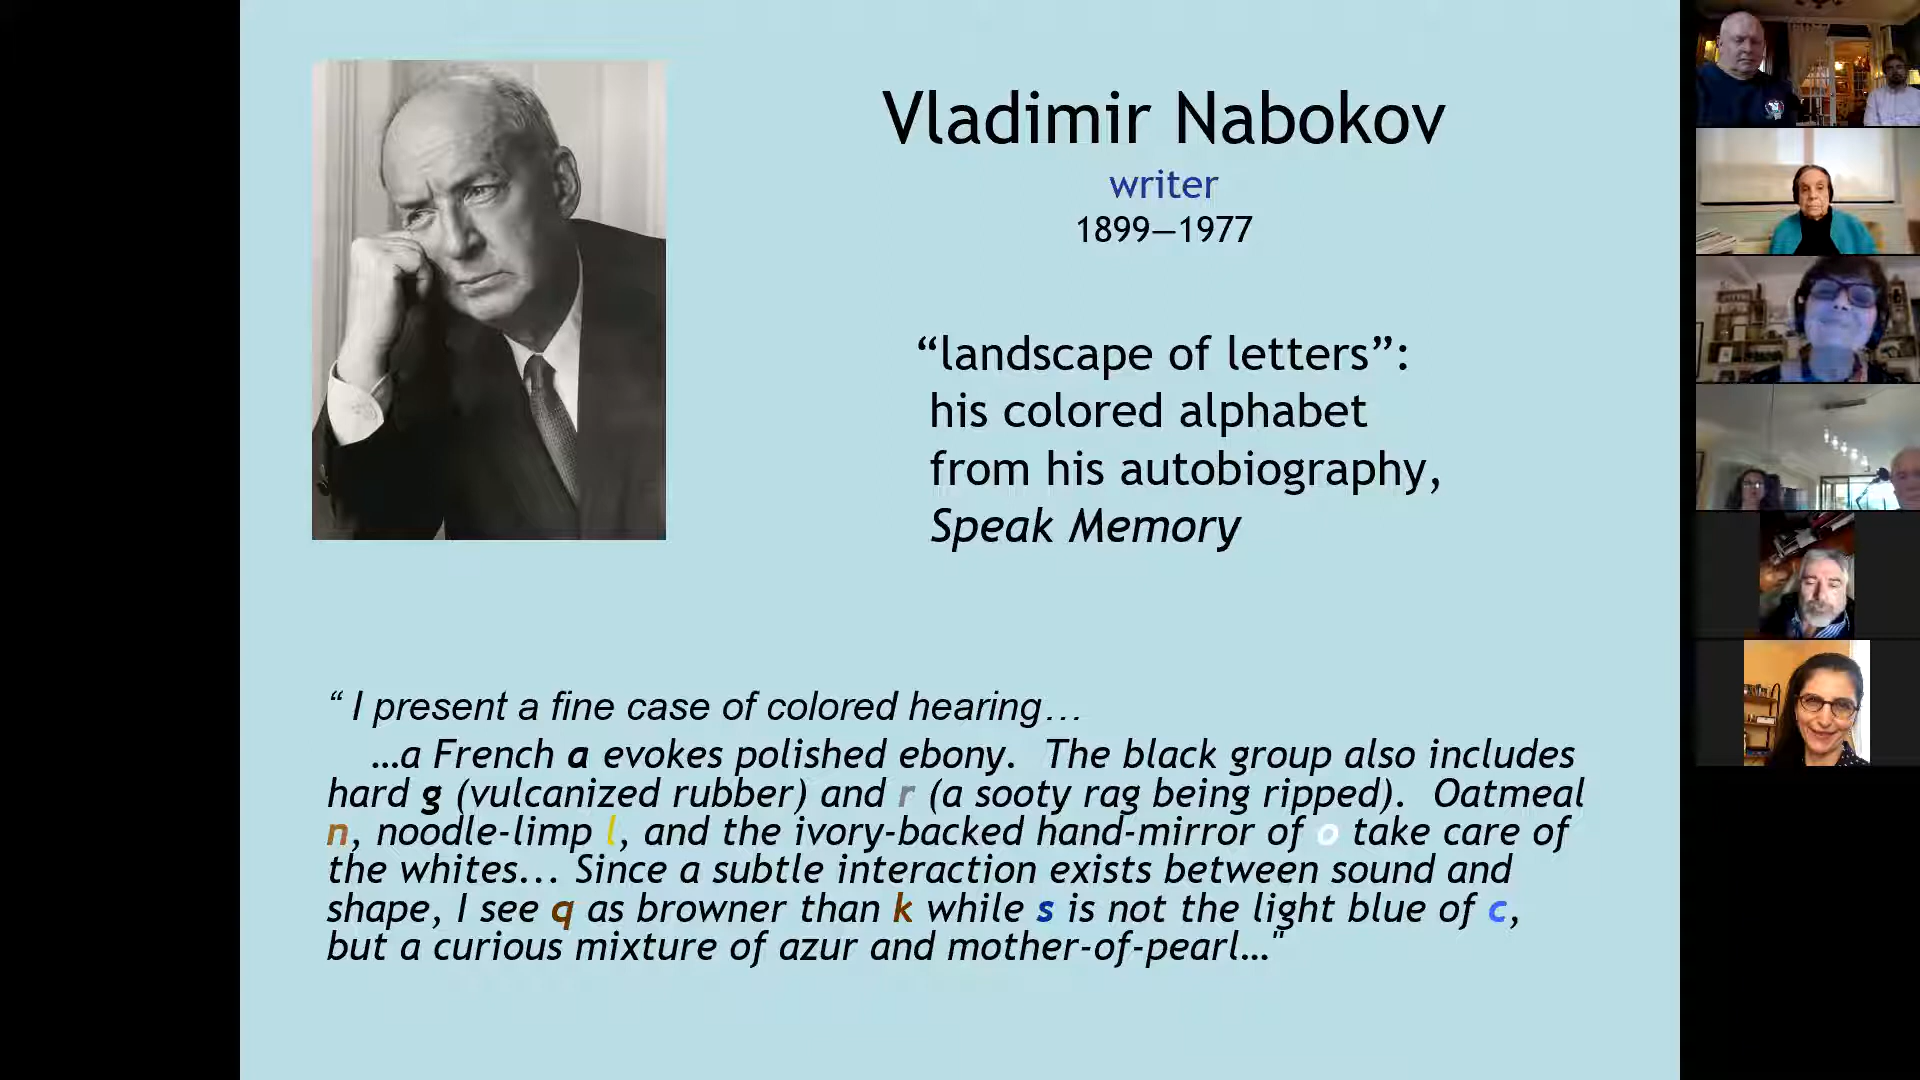 Vladimir Nabokov
writer
1899—1977
“landscape of letters”:
his colored alphabet
from his autobiography,
Speak Memory
“ I present a fine case of colored hearing…
…a French a evokes polished ebony. The black group also includes
hard g (vulcanized rubber) and r (a sooty rag being ripped). Oatmeal
n, noodle-limp l, and the ivory-backed hand-mirror of o take care of
the whites... Since a subtle interaction exists between sound and
shape, I see q as browner than k while s is not the light blue of c,
but a curious mixture of azur and mother-of-pearl…"